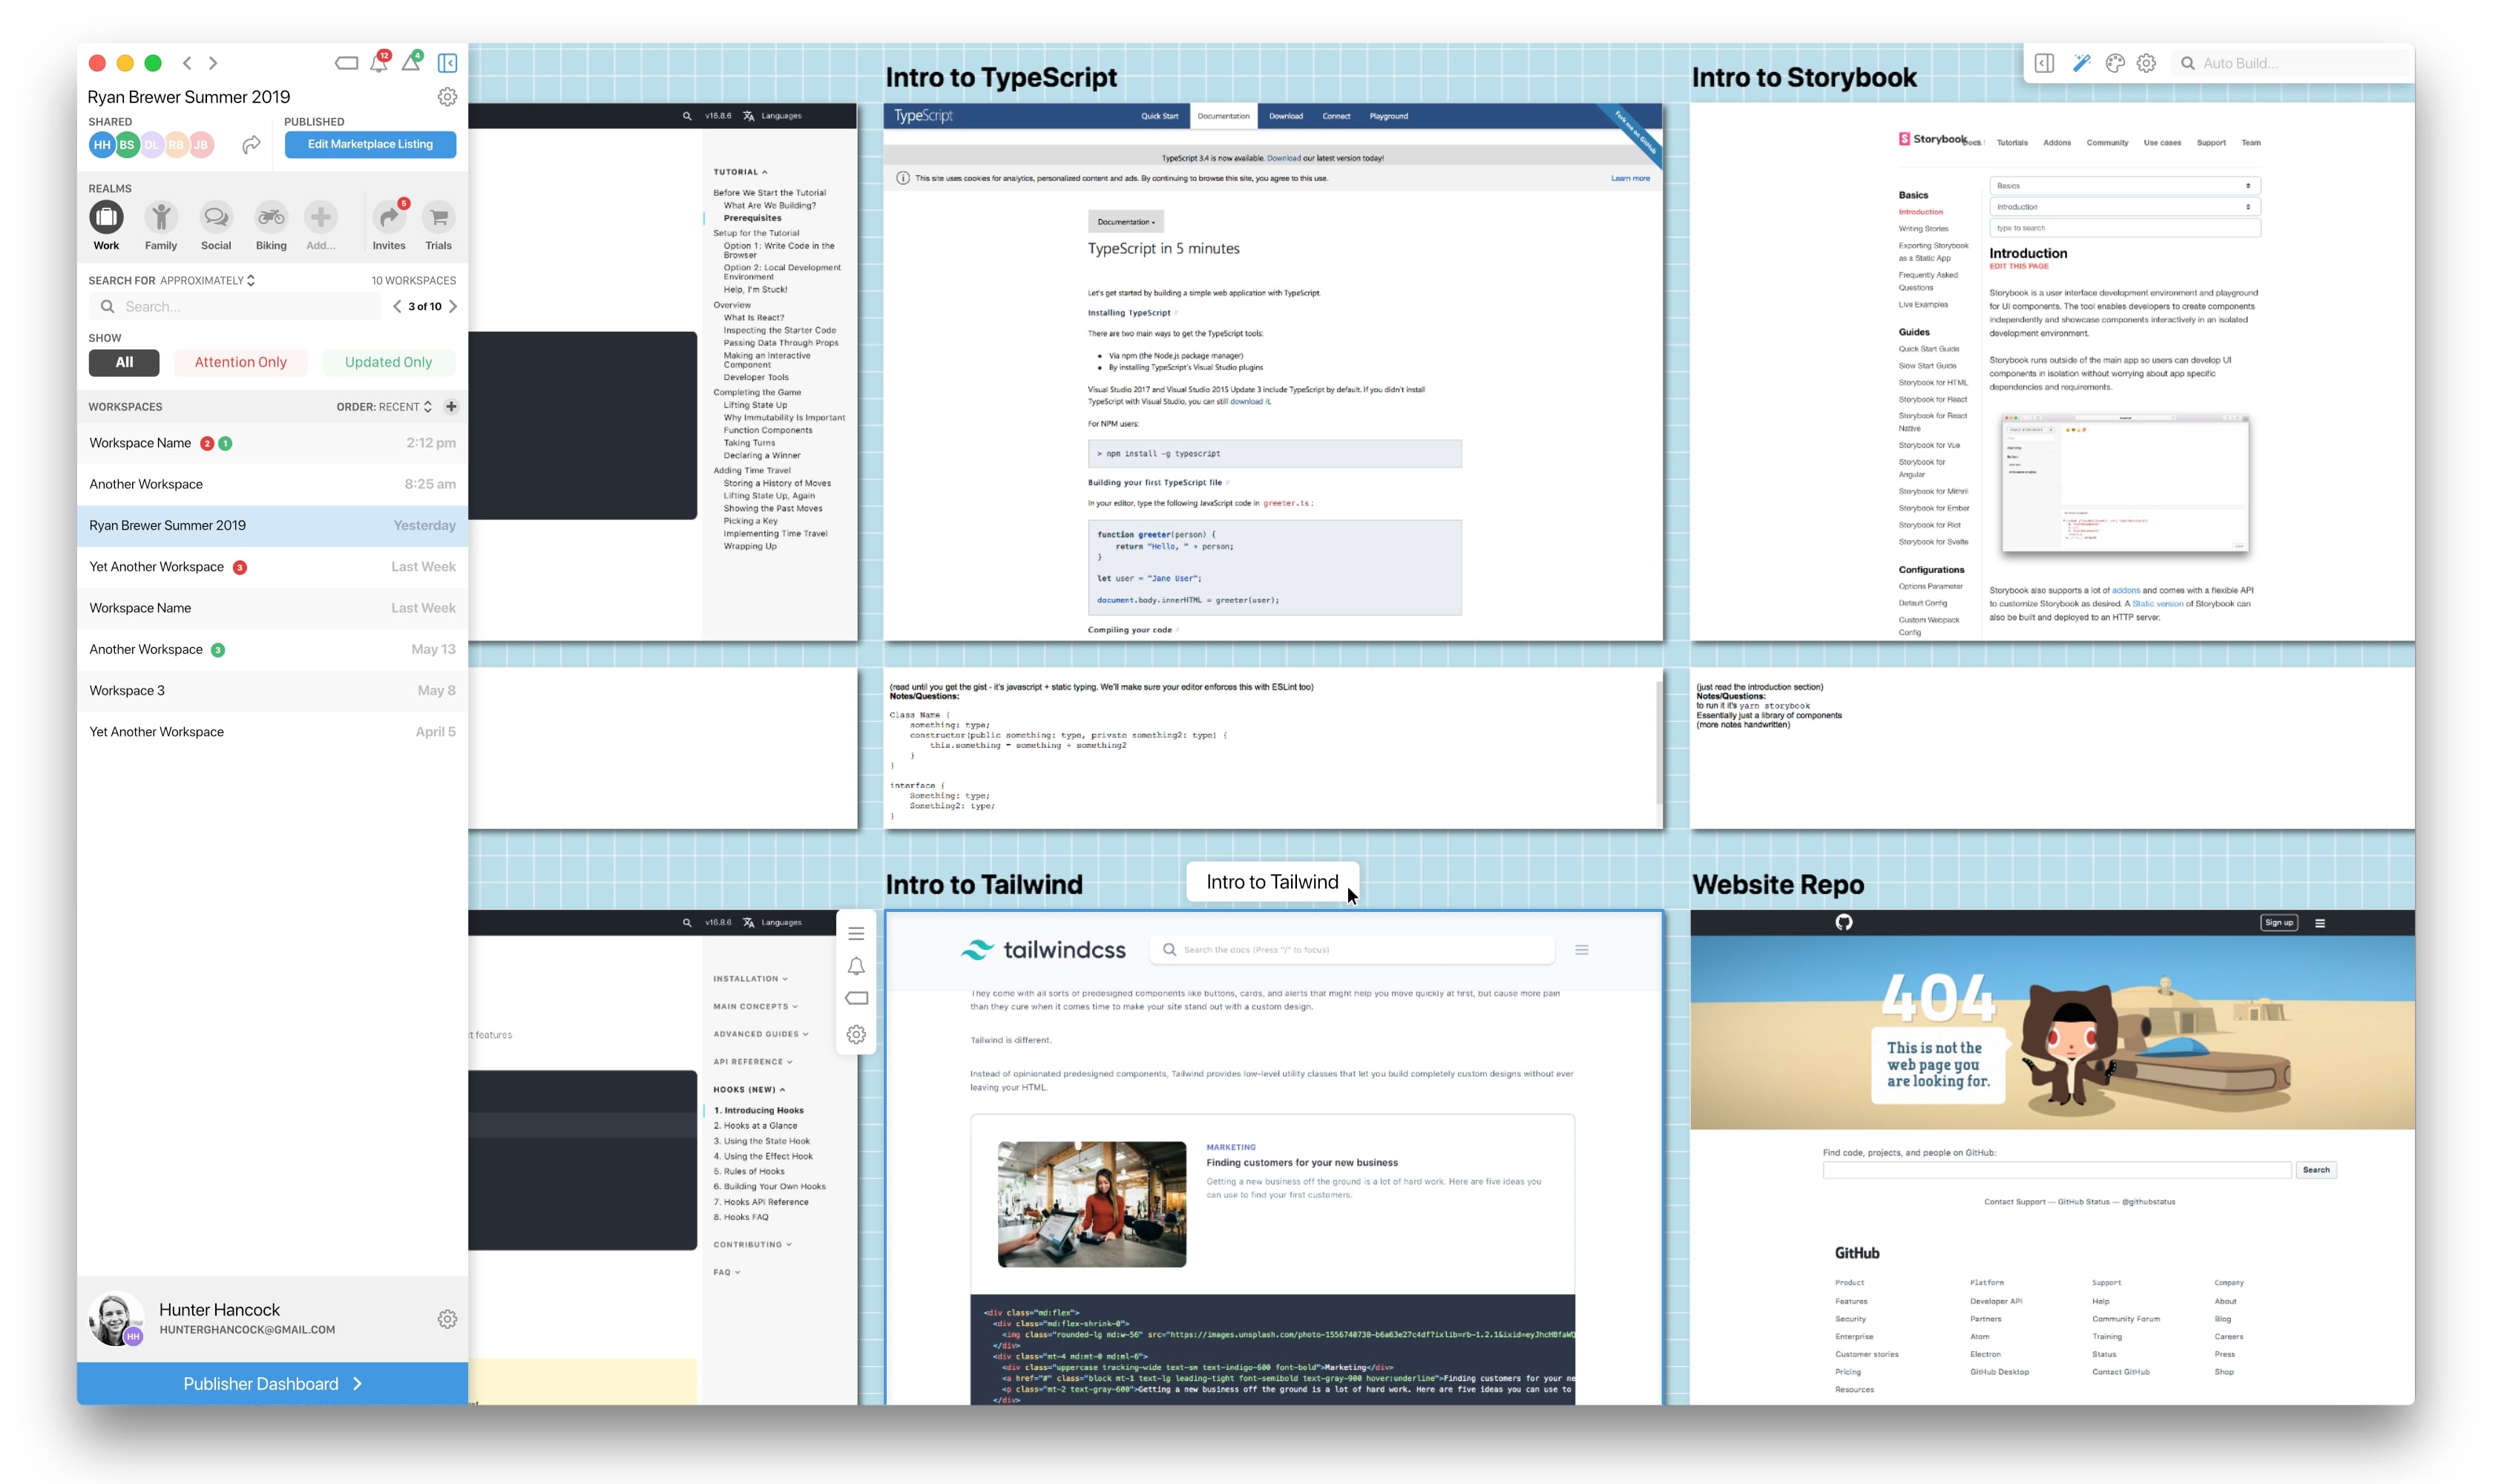 12
4
Ryan Brewer Summer 2019
SHARED
HH BS DL RB JB
PUBLISHED
Edit Marketplace Listing
REALMS
5
Work Family Social Biking Add... Invites Trials
SEARCH FOR APPROXIMATELY
10 WORKSPACES
Search...
3 of 10
SHOW
All Attention Only Updated Only
WORKSPACES
ORDER: RECENT
Workspace Name 2 1 2:12 pm
Another Workspace 8:25 am
Ryan Brewer Summer 2019 Yesterday
Yet Another Workspace 3 Last Week
Workspace Name Last Week
Another Workspace 3 May 13
Workspace 3 May 8
Yet Another Workspace April 5
Hunter Hancock
HH
HUNTERGHANCOCK@GMAIL.COM
Publisher Dashboard
v16.8.6 Languages
TUTORIAL
Before We Start the Tutorial
What Are We Building?
Prerequisites
Setup for the Tutorial
Option 1: Write Code in the
Browser
Option 2: Local Development
Environment
Help, I'm Stuck!
Overview
What Is React?
Inspecting the Starter Code
Passing Data Through Props
Making an Interactive
Component
Developer Tools
Completing the Game
Lifting State Up
Why Immutability Is Important
Function Components
Taking Turns
Declaring a Winner
Adding Time Travel
Storing a History of Moves
Lifting State Up, Again
Showing the Past Moves
Picking a Key
Implementing Time Travel
Wrapping Up
Intro to TypeScript
TypeScript
Quick Start Documentation Download Connect Playground
Fork me on GitHub
TypeScript 3.4 is now available. Download our latest version today!
This site uses cookies for analytics, personalized content and ads. By continuing to browse this site, you agree to this use.
Learn more
Documentation
TypeScript in 5 minutes
Let's get started by building a simple web application with TypeScript.
Installing TypeScript #
There are two main ways to get the TypeScript tools:
• Via npm (the Node.js package manager)
• By installing TypeScript's Visual Studio plugins
Visual Studio 2017 and Visual Studio 2015 Update 3 include TypeScript by default. If you didn't install
TypeScript with Visual Studio, you can still download it.
For NPM users:
> npm install -g typescript
Building your first TypeScript file #
In your editor, type the following JavaScript code in greeter.ts:
function greeter(person) {
return "Hello, " + person;
}
let user = "Jane User";
document.body.innerHTML = greeter(user);
Compiling your code #
(read until you get the gist - it's javascript + static typing. We'll make sure your editor enforces this with ESLint too)
Notes/Questions:
Class Name {
something: type;
constructor(public something: type, private something2: type) {
this.something = something + something2
}
}
interface {
Something: type;
Something2: type;
}
Intro to Storybook
Auto Build...
Storybook
Docs Tutorials Addons Community Use cases Support Team
Basics
Introduction
Writing Stories
Exporting Storybook
as a Static App
Frequently Asked
Questions
Live Examples
Guides
Quick Start Guide
Slow Start Guide
Storybook for HTML
Storybook for React
Storybook for React
Native
Storybook for Vue
Storybook for
Angular
Storybook for Mithril
Storybook for Ember
Storybook for Riot
Storybook for Svelte
Configurations
Options Parameter
Default Config
Custom Webpack
Config
Basics
Introduction
type to search
Introduction
EDIT THIS PAGE
Storybook is a user interface development environment and playground
for UI components. The tool enables developers to create components
independently and showcase components interactively in an isolated
development environment.
Storybook runs outside of the main app so users can develop UI
components in isolation without worrying about app specific
dependencies and requirements.
Storybook also supports a lot of addons and comes with a flexible API
to customize Storybook as desired. A Static version of Storybook can
also be built and deployed to an HTTP server.
(just read the introduction section)
Notes/Questions:
to run it it's yarn storybook
Essentially just a library of components
(more notes handwritten)
v16.8.6 Languages
t features
INSTALLATION
MAIN CONCEPTS
ADVANCED GUIDES
API REFERENCE
HOOKS (NEW)
1. Introducing Hooks
2. Hooks at a Glance
3. Using the State Hook
4. Using the Effect Hook
5. Rules of Hooks
6. Building Your Own Hooks
7. Hooks API Reference
8. Hooks FAQ
CONTRIBUTING
FAQ
Intro to Tailwind
Intro to Tailwind
tailwindcss
Search the docs (Press "/" to focus)
They come with all sorts of predesigned components like buttons, cards, and alerts that might help you move quickly at first, but cause more pain
than they cure when it comes time to make your site stand out with a custom design.
Tailwind is different.
Instead of opinionated predesigned components, Tailwind provides low-level utility classes that let you build completely custom designs without ever
leaving your HTML.
MARKETING
Finding customers for your new business
Getting a new business off the ground is a lot of hard work. Here are five ideas you
can use to find your first customers.
<div class="md:flex">
<div class="md:flex-shrink-0">
<img class="rounded-lg md:w-56" src="https://images.unsplash.com/photo-1556740738-b6a63e27c4df?ixlib=rb-1.2.1&ixid=eyJhcHBfaWQ
</div>
<div class="mt-4 md:mt-0 md:ml-6">
<div class="uppercase tracking-wide text-sm text-indigo-600 font-bold">Marketing</div>
<a href="#" class="block mt-1 text-lg leading-tight font-semibold text-gray-900 hover:underline">Finding customers for your ne
<p class="mt-2 text-gray-600">Getting a new business off the ground is a lot of hard work. Here are five ideas you can use to
</div>
Website Repo
Sign up
404
This is not the
web page you
are looking for.
Find code, projects, and people on GitHub:
Search
Contact Support — GitHub Status — @githubstatus
GitHub
Product Platform Support Company
Features Developer API Help About
Security Partners Community Forum Blog
Enterprise Atom Training Careers
Customer stories Electron Status Press
Pricing GitHub Desktop Contact GitHub Shop
Resources